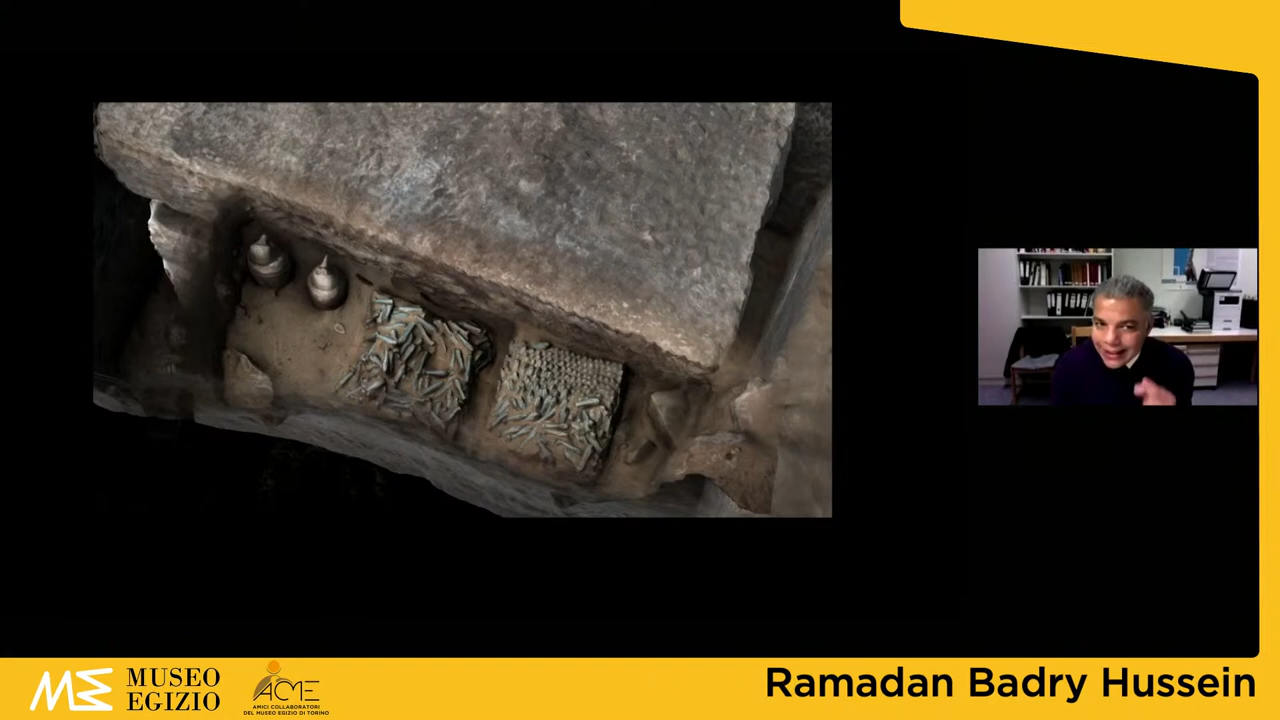 MUSEO
EGIZIO
ACME
AMICI COLLABORATORI
DEL MUSEO EGIZIO DI TORINO
Ramadan Badry Hussein